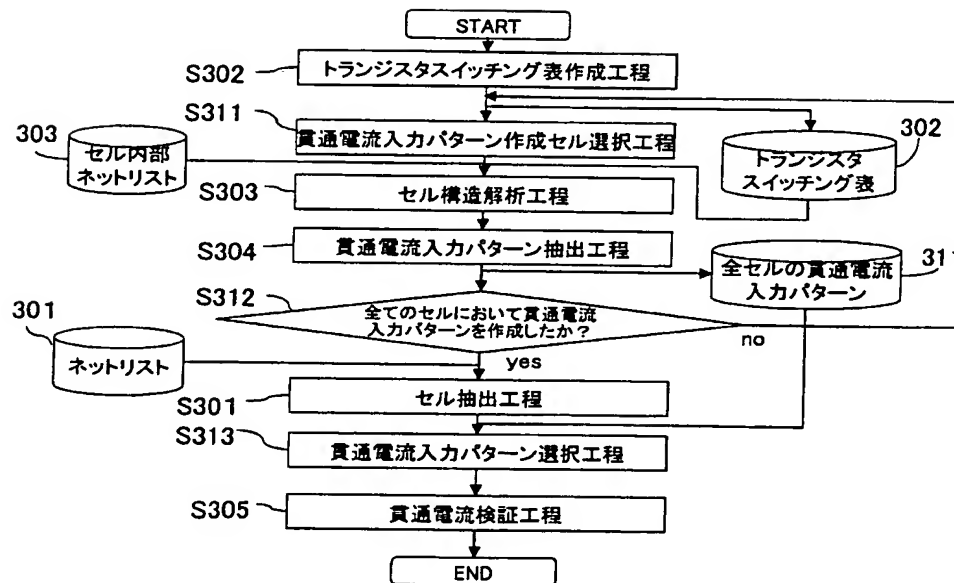 START
S302
トランジスタスイッチング表作成工程
S311
貫通電流入力パターン作成セル選択工程
303
セル内部
ネットリスト
302
トランジスタ
スイッチング表
S303
セル構造解析工程
S304
貫通電流入力パターン抽出工程
311
全セルの貫通電流
入力パターン
S312
全てのセルにおいて貫通電流
入力パターンを作成したか？
no
yes
301
ネットリスト
S301
セル抽出工程
S313
貫通電流入力パターン選択工程
S305
貫通電流検証工程
END